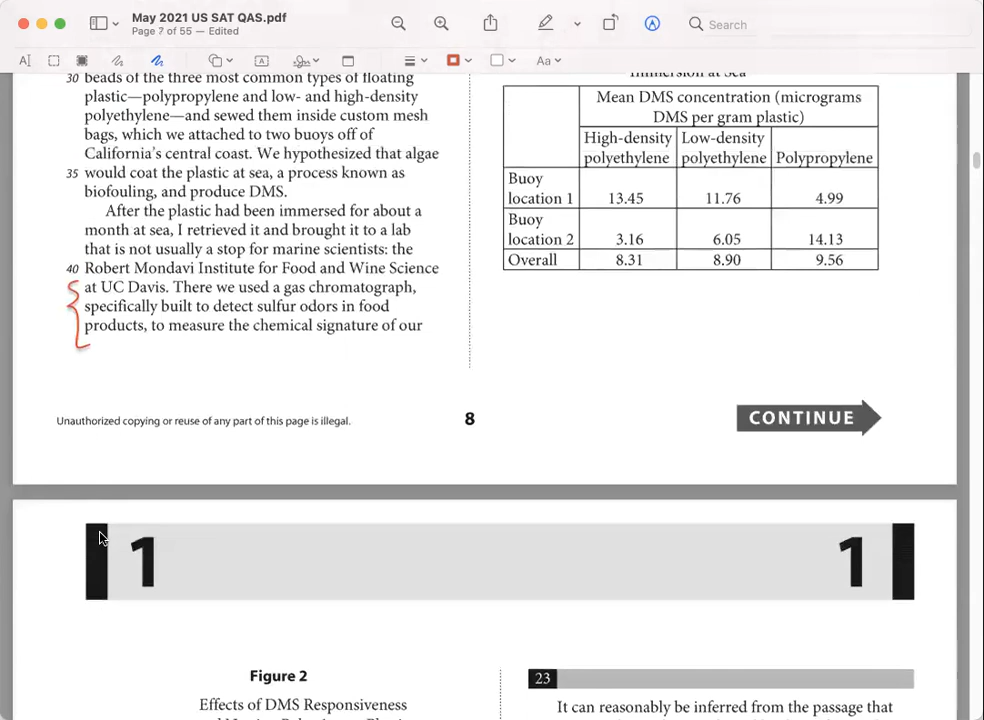 May 2021 US SAT QAS.pdf
Page 7 of 55 — Edited
Search
Aa
30 beads of the three most common types of floating
plastic—polypropylene and low- and high-density
polyethylene—and sewed them inside custom mesh
bags, which we attached to two buoys off of
California's central coast. We hypothesized that algae
35 would coat the plastic at sea, a process known as
biofouling, and produce DMS.
After the plastic had been immersed for about a
month at sea, I retrieved it and brought it to a lab
that is not usually a stop for marine scientists: the
40 Robert Mondavi Institute for Food and Wine Science
at UC Davis. There we used a gas chromatograph,
specifically built to detect sulfur odors in food
products, to measure the chemical signature of our
Immersion at Sea
Mean DMS concentration (micrograms
DMS per gram plastic)
High-density Low-density
polyethylene polyethylene Polypropylene
Buoy
location 1 13.45 11.76 4.99
Buoy
location 2 3.16 6.05 14.13
Overall 8.31 8.90 9.56
Unauthorized copying or reuse of any part of this page is illegal.
8
CONTINUE
1 1
Figure 2
Effects of DMS Responsiveness
23
It can reasonably be inferred from the passage that